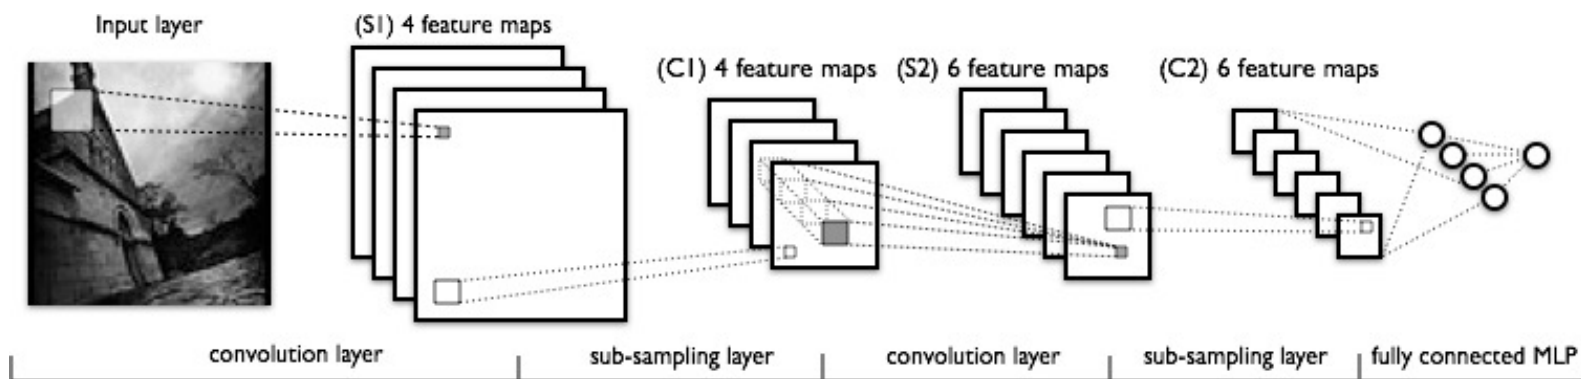 Input layer
(S1) 4 feature maps
(C1) 4 feature maps
(S2) 6 feature maps
(C2) 6 feature maps
convolution layer
sub-sampling layer
convolution layer
sub-sampling layer
fully connected MLP